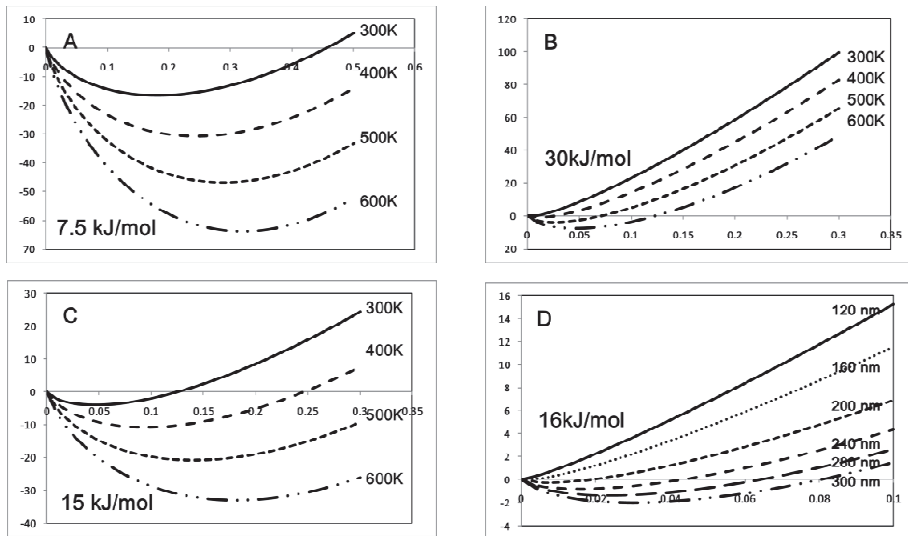 A
10
0
-10
-20
-30
-40
-50
-60
70
0 0.1 0.2 0.3 0.4 0.5 0.6
300K
400K
500K
600K
7.5 kJ/mol
B
120
100
80
60
40
20
0
20
0 0.05 0.1 0.15 0.2 0.25 0.3 0.35
300K
400K
500K
600K
30kJ/mol
C
30
20
10
0
-10
-20
-30
-40
0 0.05 0.1 0.15 0.2 0.25 0.3 0.35
300K
400K
500K
600K
15 kJ/mol
D
16
14
12
10
8
6
4
2
0
-2
-4
0 0.02 0.04 0.06 0.08 0.1
120 nm
160 nm
200 nm
240 nm
280 nm
300 nm
16kJ/mol